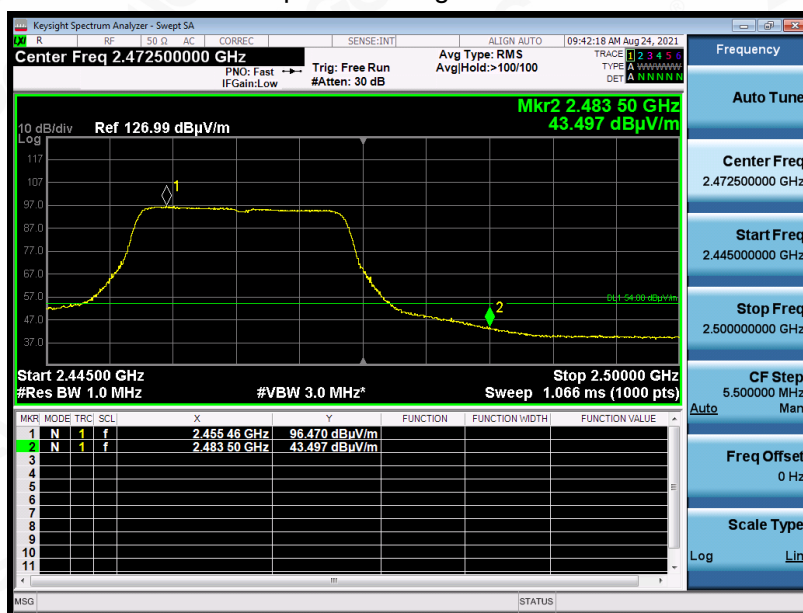 Keysight Spectrum Analyzer - Swept SA
LXI R RF 50 Ω AC CORREC SENSE:INT ALIGN AUTO 09:42:18 AM Aug 24, 2021
Center Freq 2.472500000 GHz
PNO: Fast
IFGain:Low
Trig: Free Run
#Atten: 30 dB
Avg Type: RMS
Avg|Hold:>100/100
TRACE 1 2 3 4 5 6
TYPE A WWWWW
DET A N N N N N
Mkr2 2.483 50 GHz
43.497 dBµV/m
10 dB/div Ref 126.99 dBµV/m
Log
117
107
97.0
87.0
77.0
67.0
57.0
47.0
37.0
1
2
DL1 54.00 dBµV/m
Start 2.44500 GHz Stop 2.50000 GHz
#Res BW 1.0 MHz #VBW 3.0 MHz* Sweep 1.066 ms (1000 pts)
MKR MODE TRC SCL X Y FUNCTION FUNCTION WIDTH FUNCTION VALUE
1 N 1 f 2.455 46 GHz 96.470 dBµV/m
2 N 1 f 2.483 50 GHz 43.497 dBµV/m
3
4
5
6
7
8
9
10
11
MSG STATUS
Frequency
Auto Tune
Center Freq
2.472500000 GHz
Start Freq
2.445000000 GHz
Stop Freq
2.500000000 GHz
CF Step
5.500000 MHz
Auto Man
Freq Offset
0 Hz
Scale Type
Log Lin